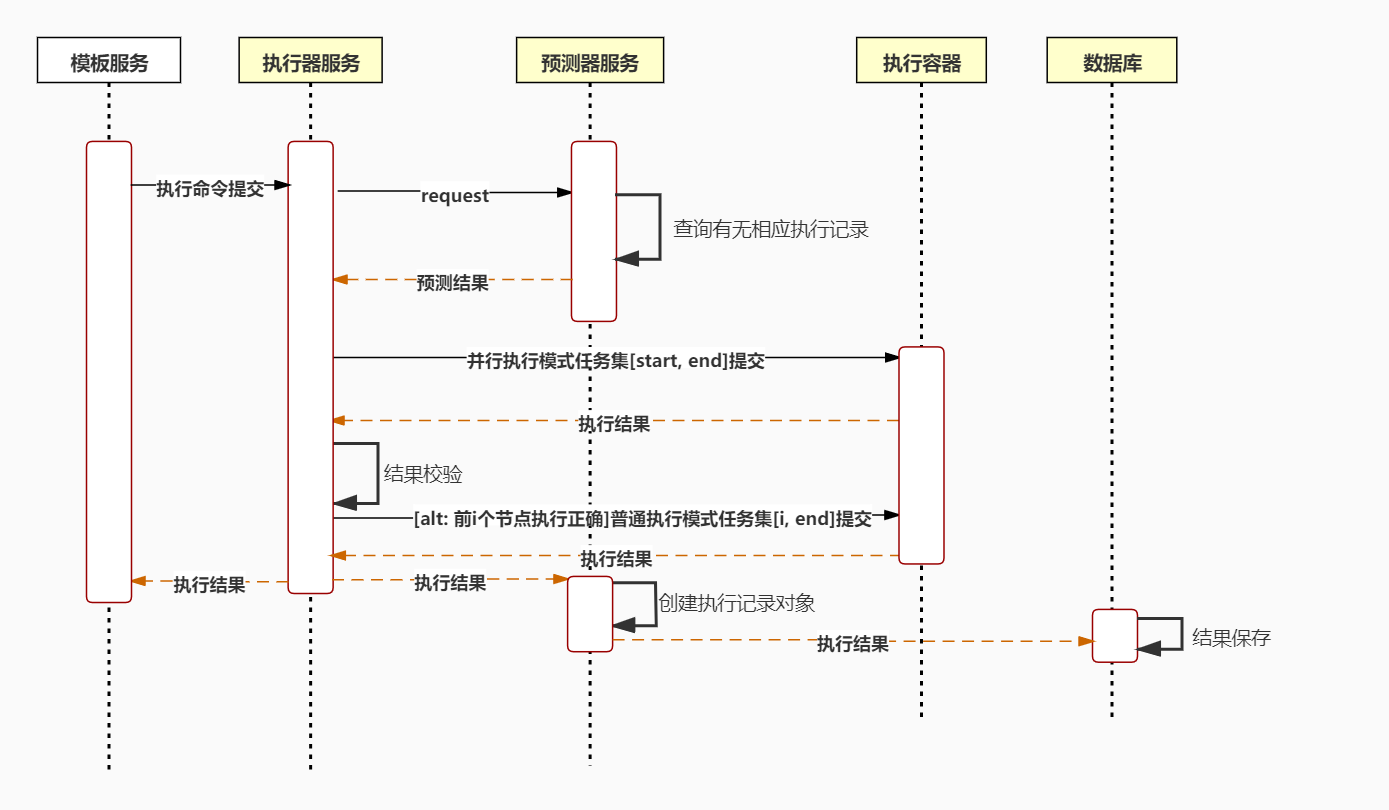 模板服务
执行器服务
预测器服务
执行容器
数据库
执行命令提交
request
查询有无相应执行记录
预测结果
并行执行模式任务集[start, end]提交
执行结果
结果校验
[alt: 前i个节点执行正确]普通执行模式任务集[i, end]提交
执行结果
执行结果
执行结果
创建执行记录对象
执行结果
结果保存